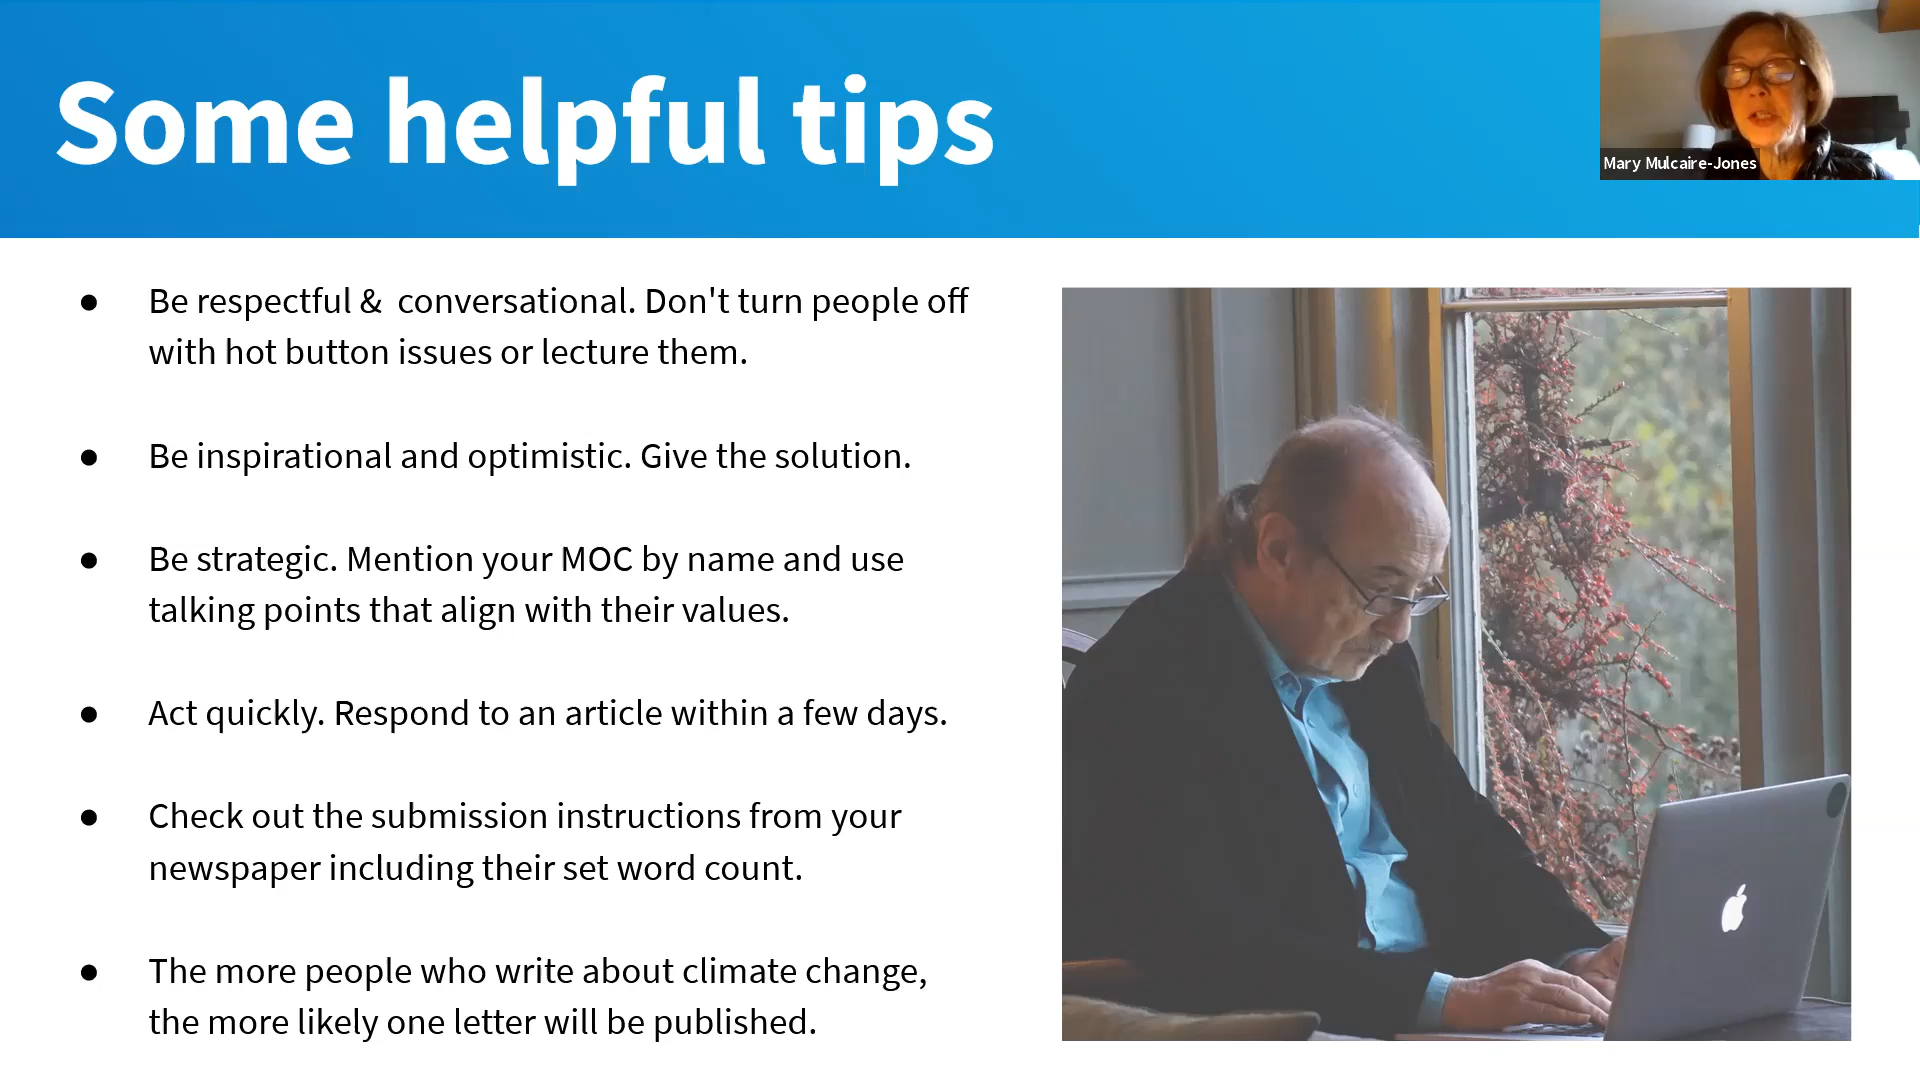 Some helpful tips
Mary Mulcaire-Jones
● Be respectful &  conversational. Don't turn people off
with hot button issues or lecture them.
● Be inspirational and optimistic. Give the solution.
● Be strategic. Mention your MOC by name and use
talking points that align with their values.
● Act quickly. Respond to an article within a few days.
● Check out the submission instructions from your
newspaper including their set word count.
● The more people who write about climate change,
the more likely one letter will be published.